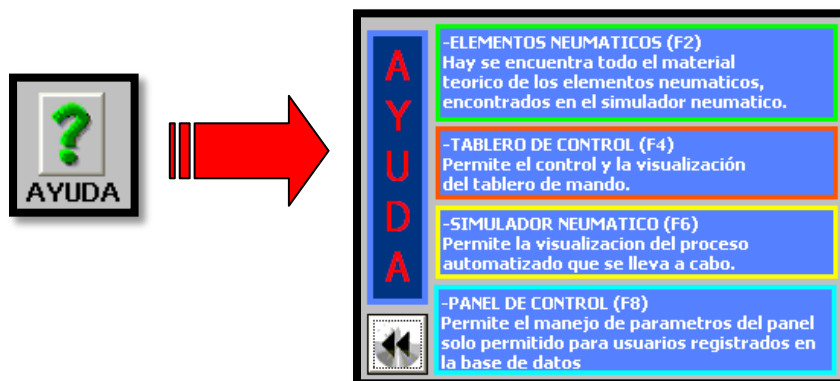 AYUDA
A
Y
U
D
A
-ELEMENTOS NEUMATICOS (F2)
Hay se encuentra todo el material
teorico de los elementos neumaticos,
encontrados en el simulador neumatico.
-TABLERO DE CONTROL (F4)
Permite el control y la visualización
del tablero de mando.
-SIMULADOR NEUMATICO (F6)
Permite la visualizacion del proceso
automatizado que se lleva a cabo.
-PANEL DE CONTROL (F8)
Permite el manejo de parametros del panel
solo permitido para usuarios registrados en
la base de datos